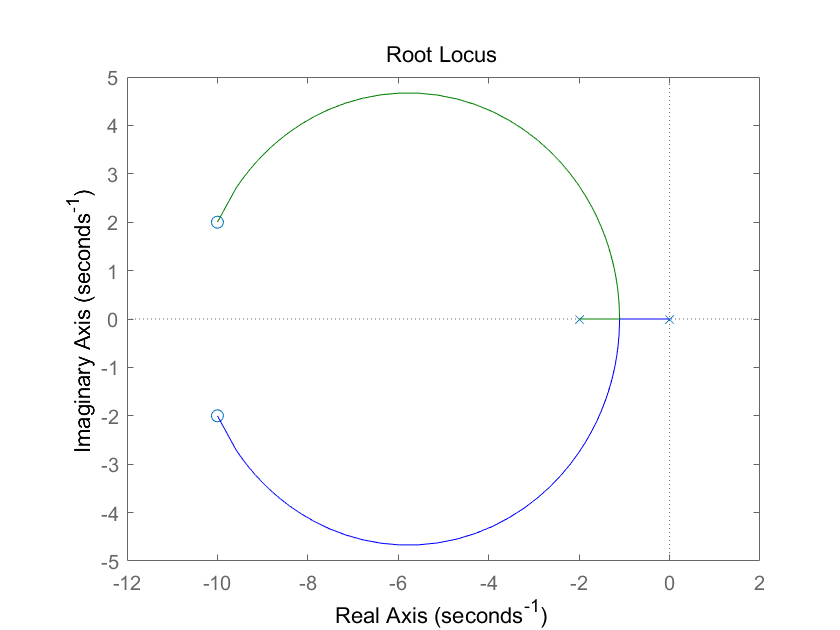 Root Locus
5
4
3
2
1
0
-1
-2
-3
-4
-5
Imaginary Axis (seconds⁻¹)
-12 -10 -8 -6 -4 -2 0 2
Real Axis (seconds⁻¹)